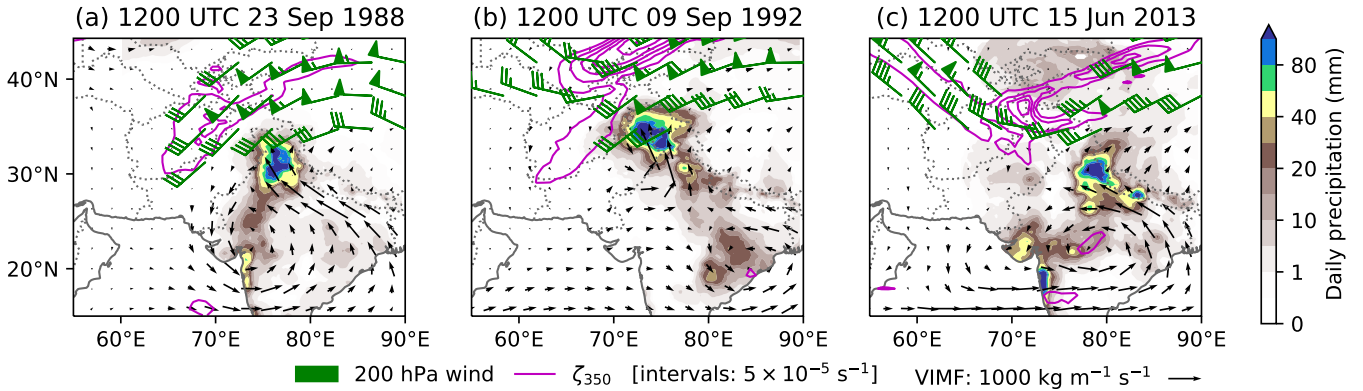 (a) 1200 UTC 23 Sep 1988
(b) 1200 UTC 09 Sep 1992
(c) 1200 UTC 15 Jun 2013
40°N
30°N
20°N
60°E 70°E 80°E 90°E
60°E 70°E 80°E 90°E
60°E 70°E 80°E 90°E
80
40
20
10
1
0
Daily precipitation (mm)
200 hPa wind
ζ₃₅₀ [intervals: 5 × 10⁻⁵ s⁻¹]
VIMF: 1000 kg m⁻¹ s⁻¹